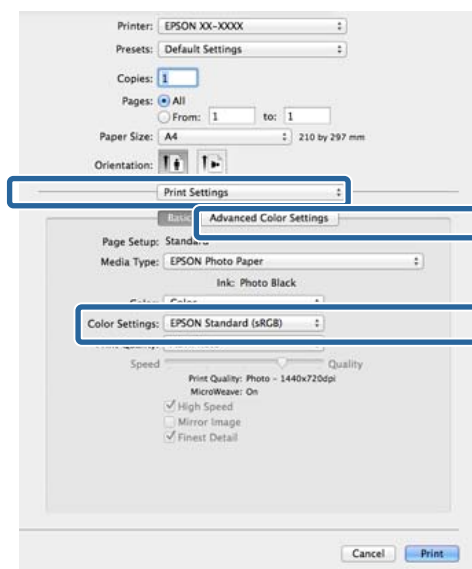 Printer: EPSON XX-XXXX
Presets: Default Settings
Copies: 1
Pages: All
From: 1 to: 1
Paper Size: A4 210 by 297 mm
Orientation:
Print Settings
Basic Advanced Color Settings
Page Setup: Standard
Media Type: EPSON Photo Paper
Ink: Photo Black
Color Settings: EPSON Standard (sRGB)
Speed Quality
Print Quality: Photo - 1440x720dpi
MicroWeave: On
High Speed
Mirror Image
Finest Detail
Cancel Print